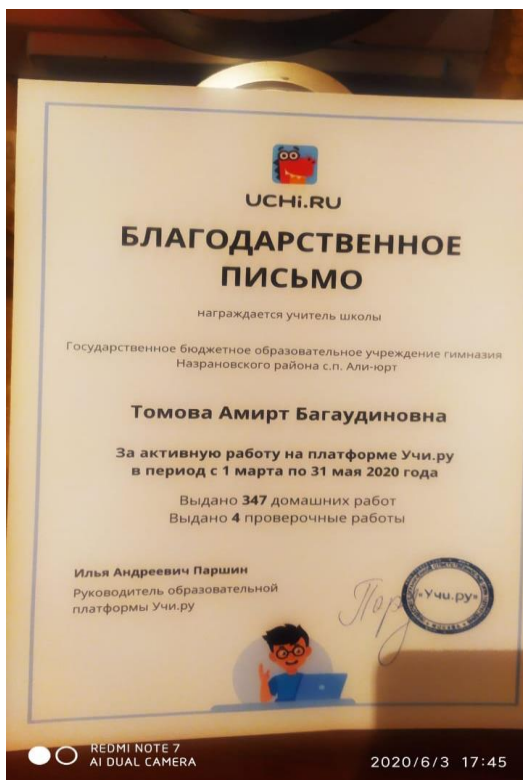 UCHi.RU
БЛАГОДАРСТВЕННОЕ
ПИСЬМО
награждается учитель школы
Государственное бюджетное образовательное учреждение гимназия
Назрановского района с.п. Али-юрт
Томова Амирт Багаудиновна
За активную работу на платформе Учи.ру
в период с 1 марта по 31 мая 2020 года
Выдано 347 домашних работ
Выдано 4 проверочные работы
Илья Андреевич Паршин
Руководитель образовательной
платформы Учи.ру
«Учи.ру»
REDMI NOTE 7
AI DUAL CAMERA
2020/6/3 17:45